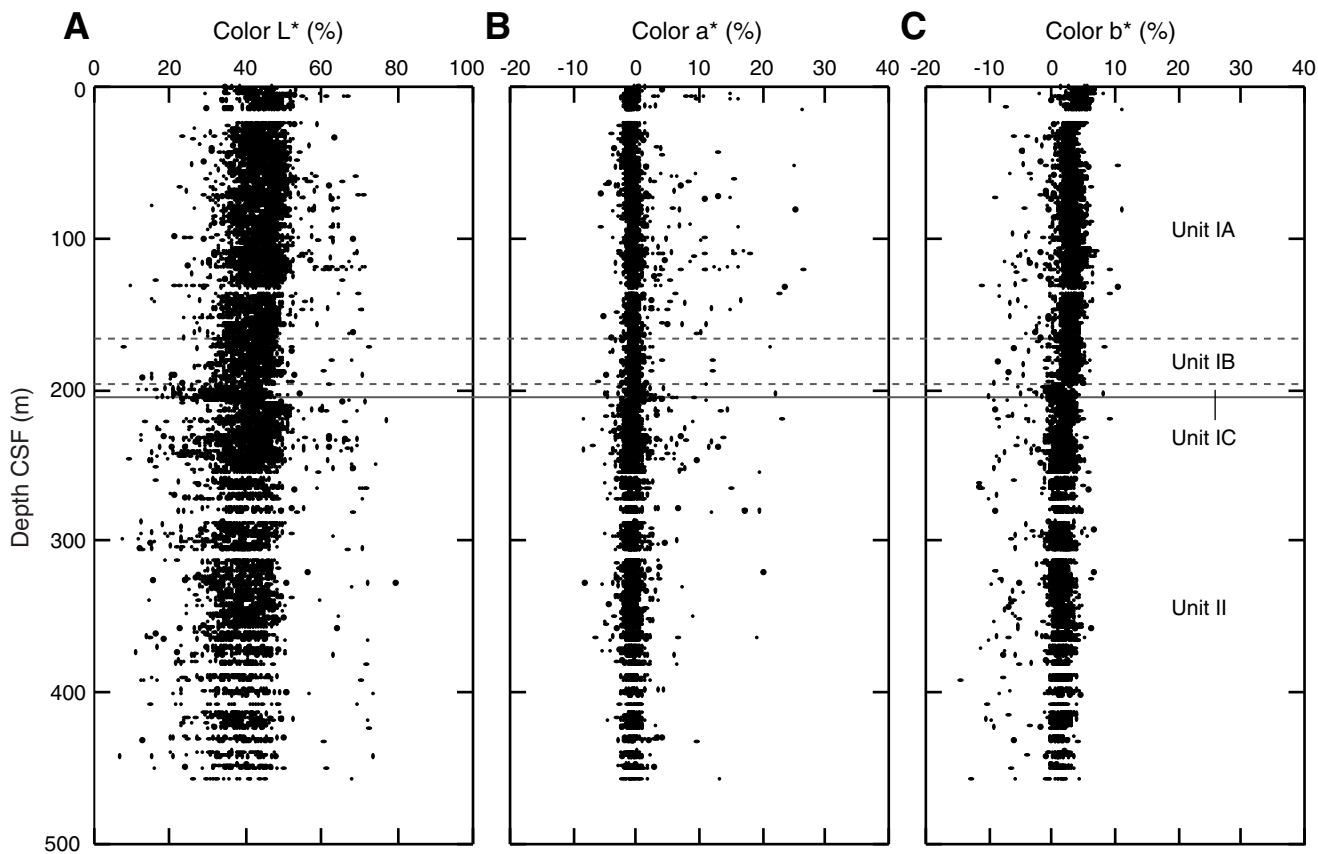 A Color L* (%) B Color a* (%) C Color b* (%)
0 20 40 60 80 100 -20 -10 0 10 20 30 40 -20 -10 0 10 20 30 40
0
100
200
300
400
500
Depth CSF (m)
Unit IA
Unit IB
Unit IC
Unit II